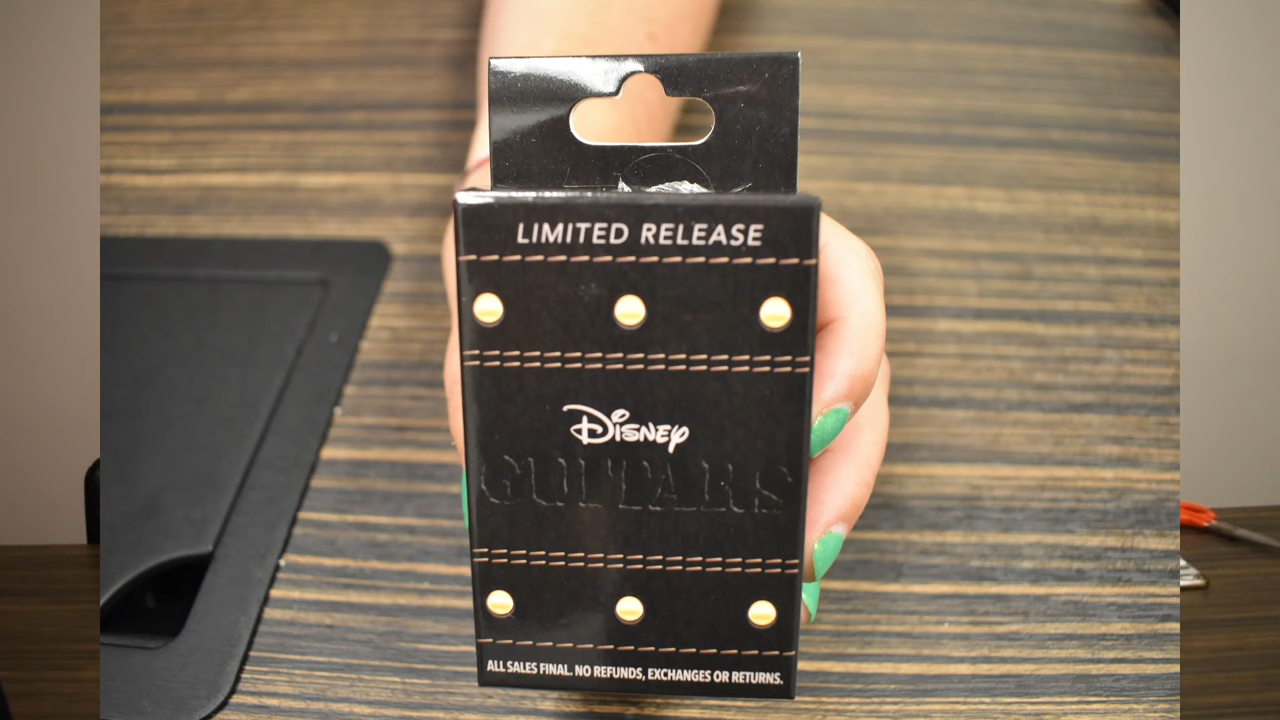 LIMITED RELEASE
Disney
GUITARS
ALL SALES FINAL. NO REFUNDS, EXCHANGES OR RETURNS.